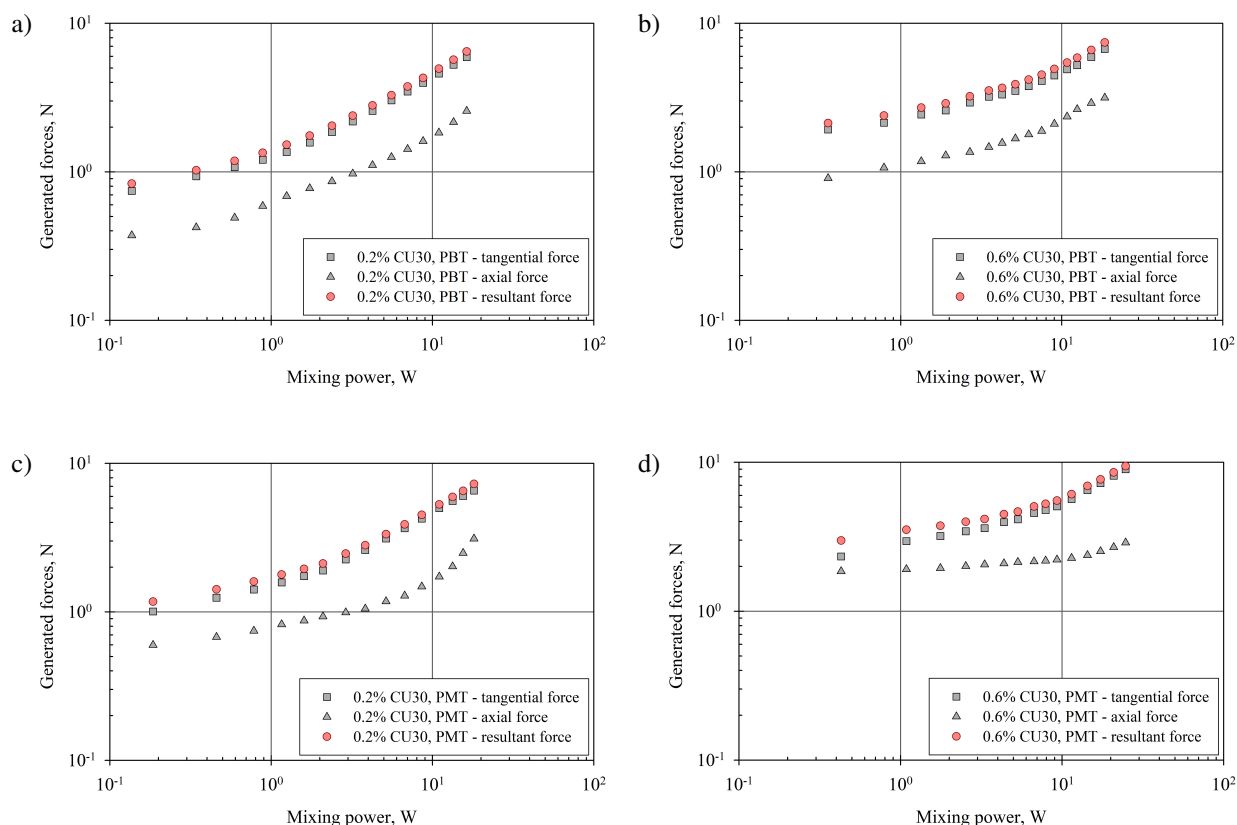 a)
Generated forces, N
10¹
10⁰
10⁻¹
0.2% CU30, PBT - tangential force
0.2% CU30, PBT - axial force
0.2% CU30, PBT - resultant force
10⁻¹ 10⁰ 10¹ 10²
Mixing power, W
b)
Generated forces, N
10¹
10⁰
10⁻¹
0.6% CU30, PBT - tangential force
0.6% CU30, PBT - axial force
0.6% CU30, PBT - resultant force
10⁻¹ 10⁰ 10¹ 10²
Mixing power, W
c)
Generated forces, N
10¹
10⁰
10⁻¹
0.2% CU30, PMT - tangential force
0.2% CU30, PMT - axial force
0.2% CU30, PMT - resultant force
10⁻¹ 10⁰ 10¹ 10²
Mixing power, W
d)
Generated forces, N
10¹
10⁰
10⁻¹
0.6% CU30, PMT - tangential force
0.6% CU30, PMT - axial force
0.6% CU30, PMT - resultant force
10⁻¹ 10⁰ 10¹ 10²
Mixing power, W